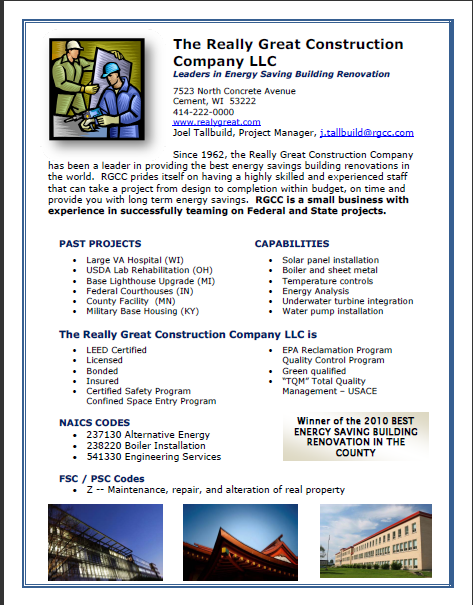 The Really Great Construction
Company LLC
Leaders in Energy Saving Building Renovation
7523 North Concrete Avenue
Cement, WI  53222
414-222-0000
www.realygreat.com
Joel Tallbuild, Project Manager, j.tallbuild@rgcc.com
Since 1962, the Really Great Construction Company
has been a leader in providing the best energy savings building renovations in
the world.  RGCC prides itself on having a highly skilled and experienced staff
that can take a project from design to completion within budget, on time and
provide you with long term energy savings.  RGCC is a small business with
experience in successfully teaming on Federal and State projects.
PAST PROJECTS
• Large VA Hospital (WI)
• USDA Lab Rehabilitation (OH)
• Base Lighthouse Upgrade (MI)
• Federal Courthouses (IN)
• County Facility  (MN)
• Military Base Housing (KY)
CAPABILITIES
• Solar panel installation
• Boiler and sheet metal
• Temperature controls
• Energy Analysis
• Underwater turbine integration
• Water pump installation
The Really Great Construction Company LLC is
• LEED Certified
• Licensed
• Bonded
• Insured
• Certified Safety Program
Confined Space Entry Program
• EPA Reclamation Program
Quality Control Program
• Green qualified
• "TQM" Total Quality
Management – USACE
NAICS CODES
• 237130 Alternative Energy
• 238220 Boiler Installation
• 541330 Engineering Services
Winner of the 2010 BEST
ENERGY SAVING BUILDING
RENOVATION IN THE
COUNTY
FSC / PSC Codes
• Z -- Maintenance, repair, and alteration of real property